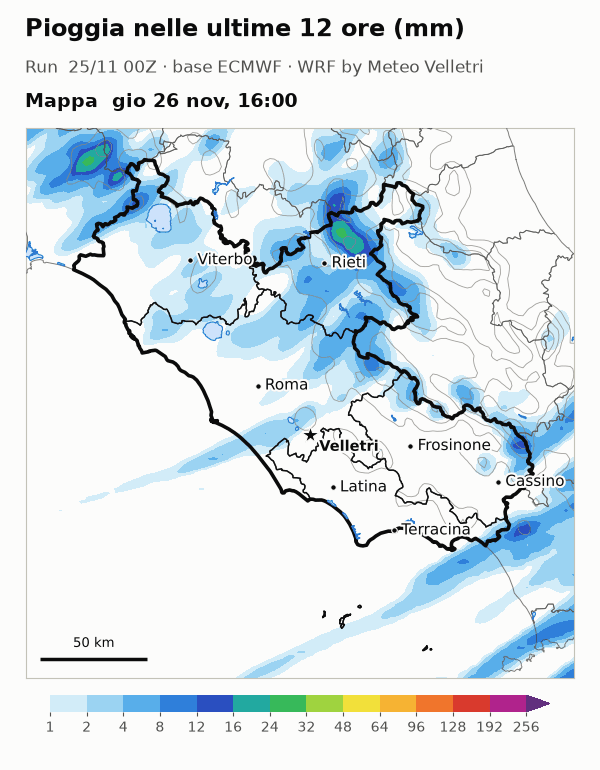 Pioggia nelle ultime 12 ore (mm)
Run  25/11 00Z · base ECMWF · WRF by Meteo Velletri
Mappa  gio 26 nov, 16:00
Viterbo
Rieti
Roma
Velletri
Frosinone
Latina
Cassino
Terracina
50 km
1 2 4 8 12 16 24 32 48 64 96 128 192 256